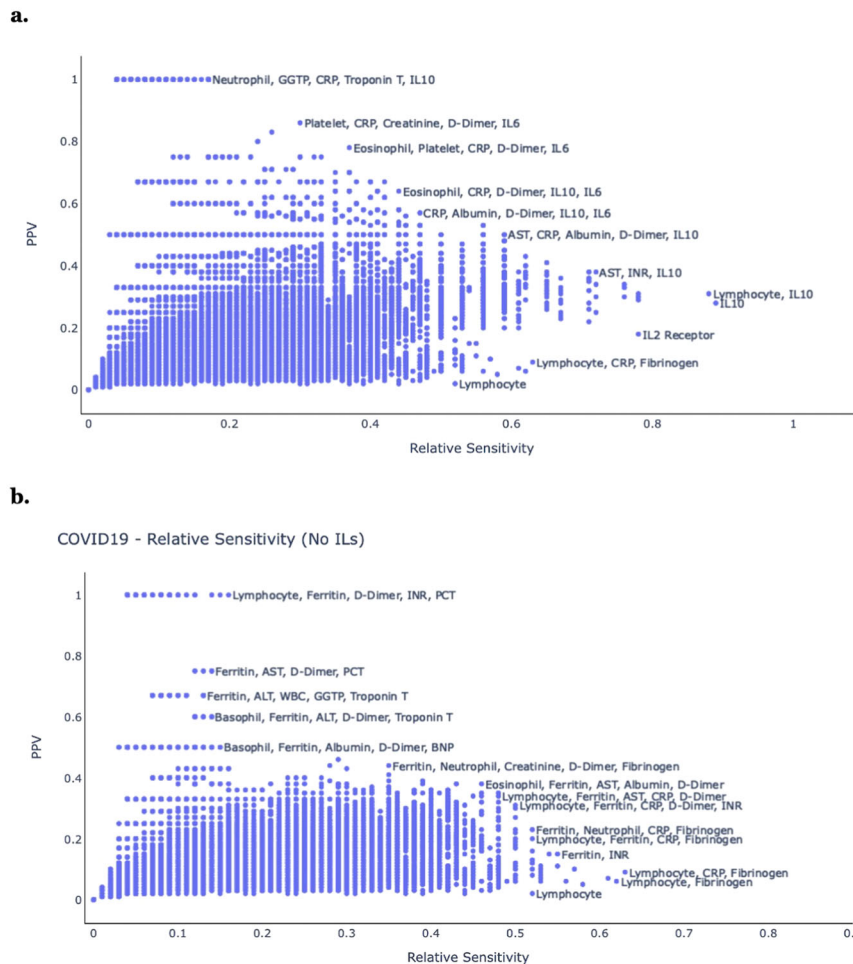 a.
1
Neutrophil, GGTP, CRP, Troponin T, IL10
Platelet, CRP, Creatinine, D-Dimer, IL6
0.8
Eosinophil, Platelet, CRP, D-Dimer, IL6
Eosinophil, CRP, D-Dimer, IL10, IL6
0.6
CRP, Albumin, D-Dimer, IL10, IL6
AST, CRP, Albumin, D-Dimer, IL10
PPV
0.4
AST, INR, IL10
Lymphocyte, IL10
IL10
0.2
IL2 Receptor
Lymphocyte, CRP, Fibrinogen
Lymphocyte
0
0 0.2 0.4 0.6 0.8 1
Relative Sensitivity
b.
COVID19 - Relative Sensitivity (No ILs)
1
Lymphocyte, Ferritin, D-Dimer, INR, PCT
0.8
Ferritin, AST, D-Dimer, PCT
Ferritin, ALT, WBC, GGTP, Troponin T
0.6
Basophil, Ferritin, ALT, D-Dimer, Troponin T
Basophil, Ferritin, Albumin, D-Dimer, BNP
PPV
Ferritin, Neutrophil, Creatinine, D-Dimer, Fibrinogen
0.4
Eosinophil, Ferritin, AST, Albumin, D-Dimer
Lymphocyte, Ferritin, AST, CRP, D-Dimer
Lymphocyte, Ferritin, CRP, D-Dimer, INR
Ferritin, Neutrophil, CRP, Fibrinogen
0.2
Lymphocyte, Ferritin, CRP, Fibrinogen
Ferritin, INR
Lymphocyte, CRP, Fibrinogen
Lymphocyte, Fibrinogen
Lymphocyte
0
0 0.1 0.2 0.3 0.4 0.5 0.6 0.7 0.8
Relative Sensitivity